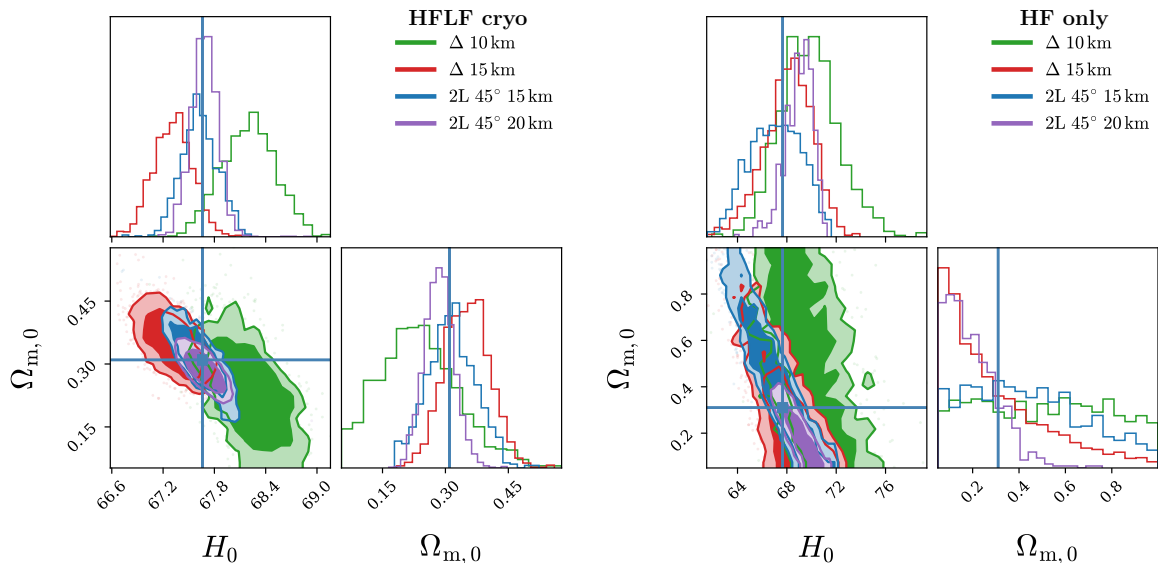 HFLF cryo
Δ 10 km
Δ 15 km
2L 45° 15 km
2L 45° 20 km
HF only
Δ 10 km
Δ 15 km
2L 45° 15 km
2L 45° 20 km
0.45
0.30
0.15
Ωm, 0
66.6 67.2 67.8 68.4 69.0
H0
0.15 0.30 0.45
Ωm, 0
0.8
0.6
0.4
0.2
Ωm, 0
64 68 72 76
H0
0.2 0.4 0.6 0.8
Ωm, 0